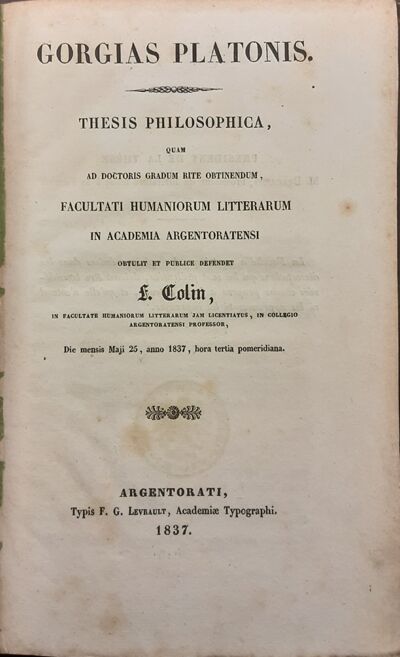 GORGIAS PLATONIS.
THESIS PHILOSOPHICA,
QUAM
AD DOCTORIS GRADUM RITE OBTINENDUM,
FACULTATI HUMANIORUM LITTERARUM
IN ACADEMIA ARGENTORATENSI
OBTULIT ET PUBLICE DEFENDET
F. Colin,
IN FACULTATE HUMANIORUM LITTERARUM JAM LICENTIATUS, IN COLLEGIO
ARGENTORATENSI PROFESSOR,
Die mensis Maji 25, anno 1837, hora tertia pomeridiana.
ARGENTORATI,
Typis F. G. LEVRAULT, Academiæ Typographi.
1837.